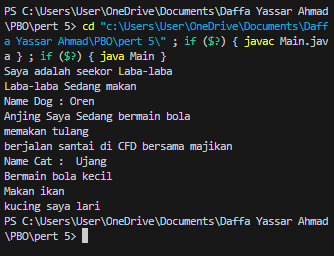 PS C:\Users\User\OneDrive\Documents\Daffa Yassar Ahmad
\PBO\pert 5> cd "c:\Users\User\OneDrive\Documents\Daff
a Yassar Ahmad\PBO\pert 5\" ; if ($?) { javac Main.jav
a } ; if ($?) { java Main }
Saya adalah seekor Laba-laba
Laba-laba Sedang makan
Name Dog : Oren
Anjing Saya Sedang bermain bola
memakan tulang
berjalan santai di CFD bersama majikan
Name Cat :  Ujang
Bermain bola kecil
Makan ikan
kucing saya lari
PS C:\Users\User\OneDrive\Documents\Daffa Yassar Ahmad
\PBO\pert 5>